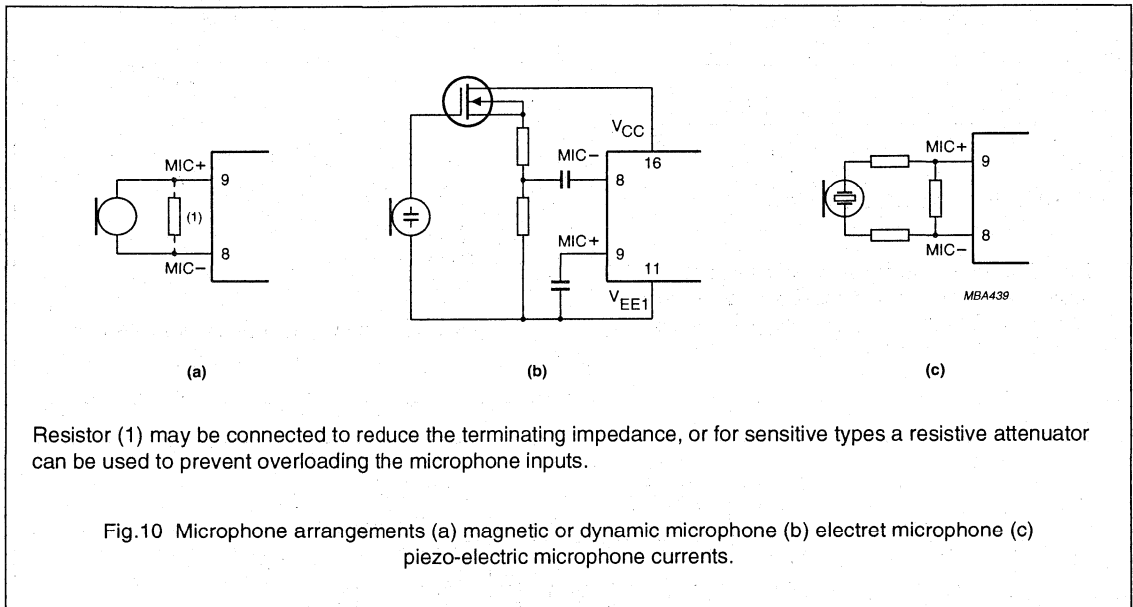 MIC+
9
(1)
8
MIC−
(a)
VCC
16
MIC−
8
MIC+
9
11
VEE1
(b)
MIC+
9
8
MIC−
MBA439
(c)
Resistor (1) may be connected to reduce the terminating impedance, or for sensitive types a resistive attenuator
can be used to prevent overloading the microphone inputs.
Fig.10 Microphone arrangements (a) magnetic or dynamic microphone (b) electret microphone (c)
piezo-electric microphone currents.